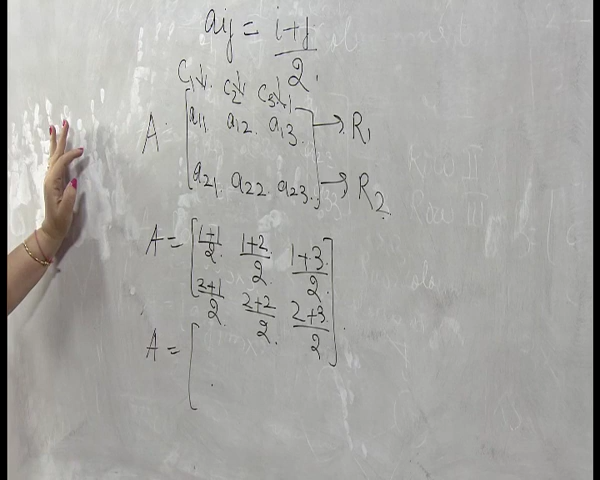 aij = i+j/2.
C1↓. C2↓ C3↓
A [a11 a12. a13. → R1
a21 a22 a23.] → R2.
A = [1+1/2. 1+2/2 1+3/2
2+1/2. 2+2/2. 2+3/2].
A = [